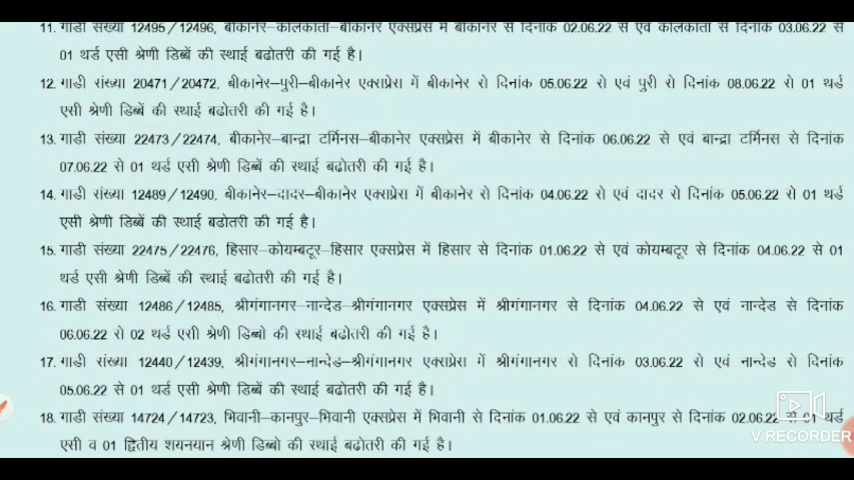 11. गाडी संख्या 12495/12496, बीकानेर–कोलकाता–बीकानेर एक्सप्रेस में बीकानेर से दिनांक 02.06.22 से एवं कोलकाता से दिनांक 03.06.22 से
01 थर्ड एसी श्रेणी डिब्बें की स्थाई बढोतरी की गई है।
12. गाडी संख्या 20471/20472, बीकानेर–पुरी–बीकानेर एक्सप्रेस में बीकानेर से दिनांक 05.06.22 से एवं पुरी से दिनांक 08.06.22 से 01 थर्ड
एसी श्रेणी डिब्बें की स्थाई बढोतरी की गई है।
13. गाडी संख्या 22473/22474, बीकानेर–बान्द्रा टर्मिनस–बीकानेर एक्सप्रेस में बीकानेर से दिनांक 06.06.22 से एवं बान्द्रा टर्मिनस से दिनांक
07.06.22 से 01 थर्ड एसी श्रेणी डिब्बें की स्थाई बढोतरी की गई है।
14. गाडी संख्या 12489/12490, बीकानेर–दादर–बीकानेर एक्सप्रेस में बीकानेर से दिनांक 04.06.22 से एवं दादर से दिनांक 05.06.22 से 01 थर्ड
एसी श्रेणी डिब्बें की स्थाई बढोतरी की गई है।
15. गाडी संख्या 22475/22476, हिसार–कोयम्बटूर–हिसार एक्सप्रेस में हिसार से दिनांक 01.06.22 से एवं कोयम्बटूर से दिनांक 04.06.22 से 01
थर्ड एसी श्रेणी डिब्बें की स्थाई बढोतरी की गई है।
16. गाडी संख्या 12486/12485, श्रीगंगानगर–नान्देड–श्रीगंगानगर एक्सप्रेस में श्रीगंगानगर से दिनांक 04.06.22 से एवं नान्देड से दिनांक
06.06.22 से 02 थर्ड एसी श्रेणी डिब्बो की स्थाई बढोतरी की गई है।
17. गाडी संख्या 12440/12439, श्रीगंगानगर–नान्देड–श्रीगंगानगर एक्सप्रेस में श्रीगंगानगर से दिनांक 03.06.22 से एवं नान्देड से दिनांक
05.06.22 से 01 थर्ड एसी श्रेणी डिब्बें की स्थाई बढोतरी की गई है।
18. गाडी संख्या 14724/14723, भिवानी–कानपुर–भिवानी एक्सप्रेस में भिवानी से दिनांक 01.06.22 से एवं कानपुर से दिनांक 02.06.22 से 01 थर्ड
एसी व 01 द्वितीय शयनयान श्रेणी डिब्बो की स्थाई बढोतरी की गई है।
V RECORDER